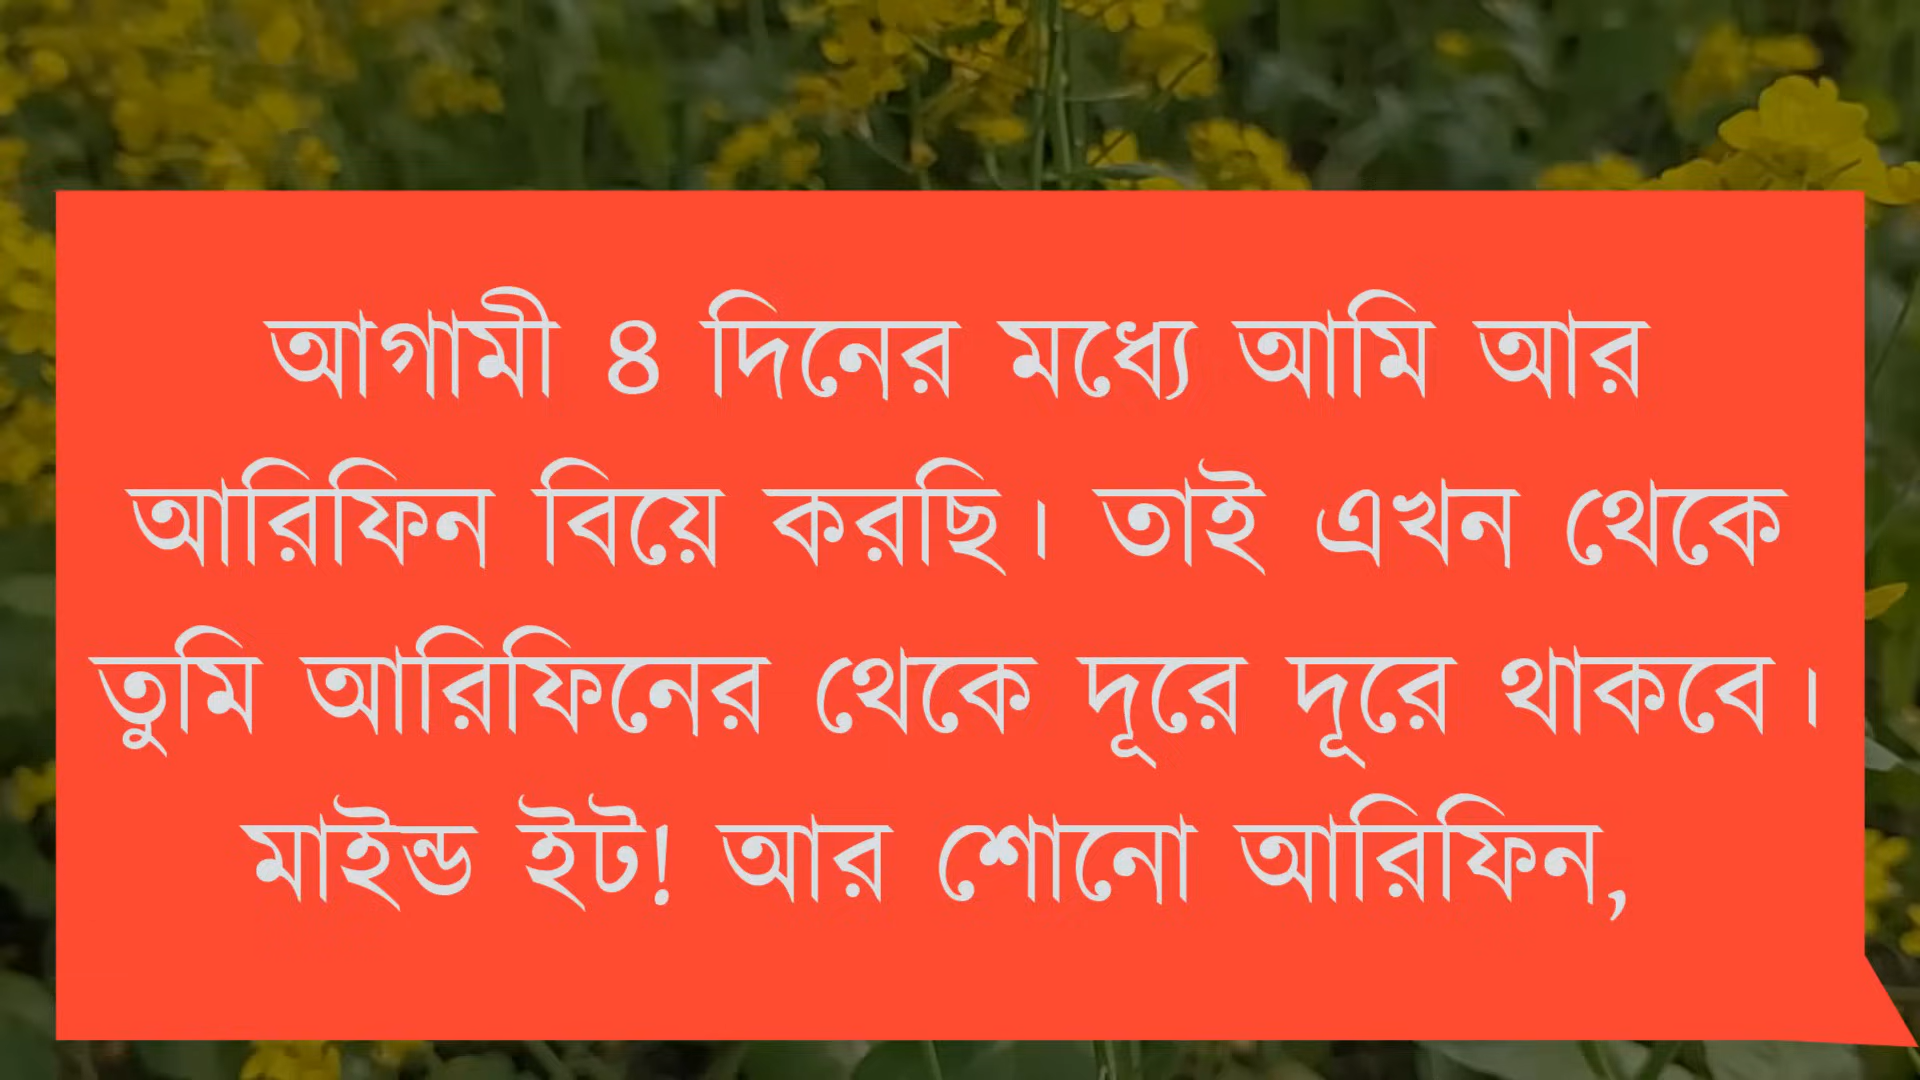 আগামী ৪ দিনের মধ্যে আমি আর
আরিফিন বিয়ে করছি। তাই এখন থেকে
তুমি আরিফিনের থেকে দূরে দূরে থাকবে।
মাইন্ড ইট! আর শোনো আরিফিন,